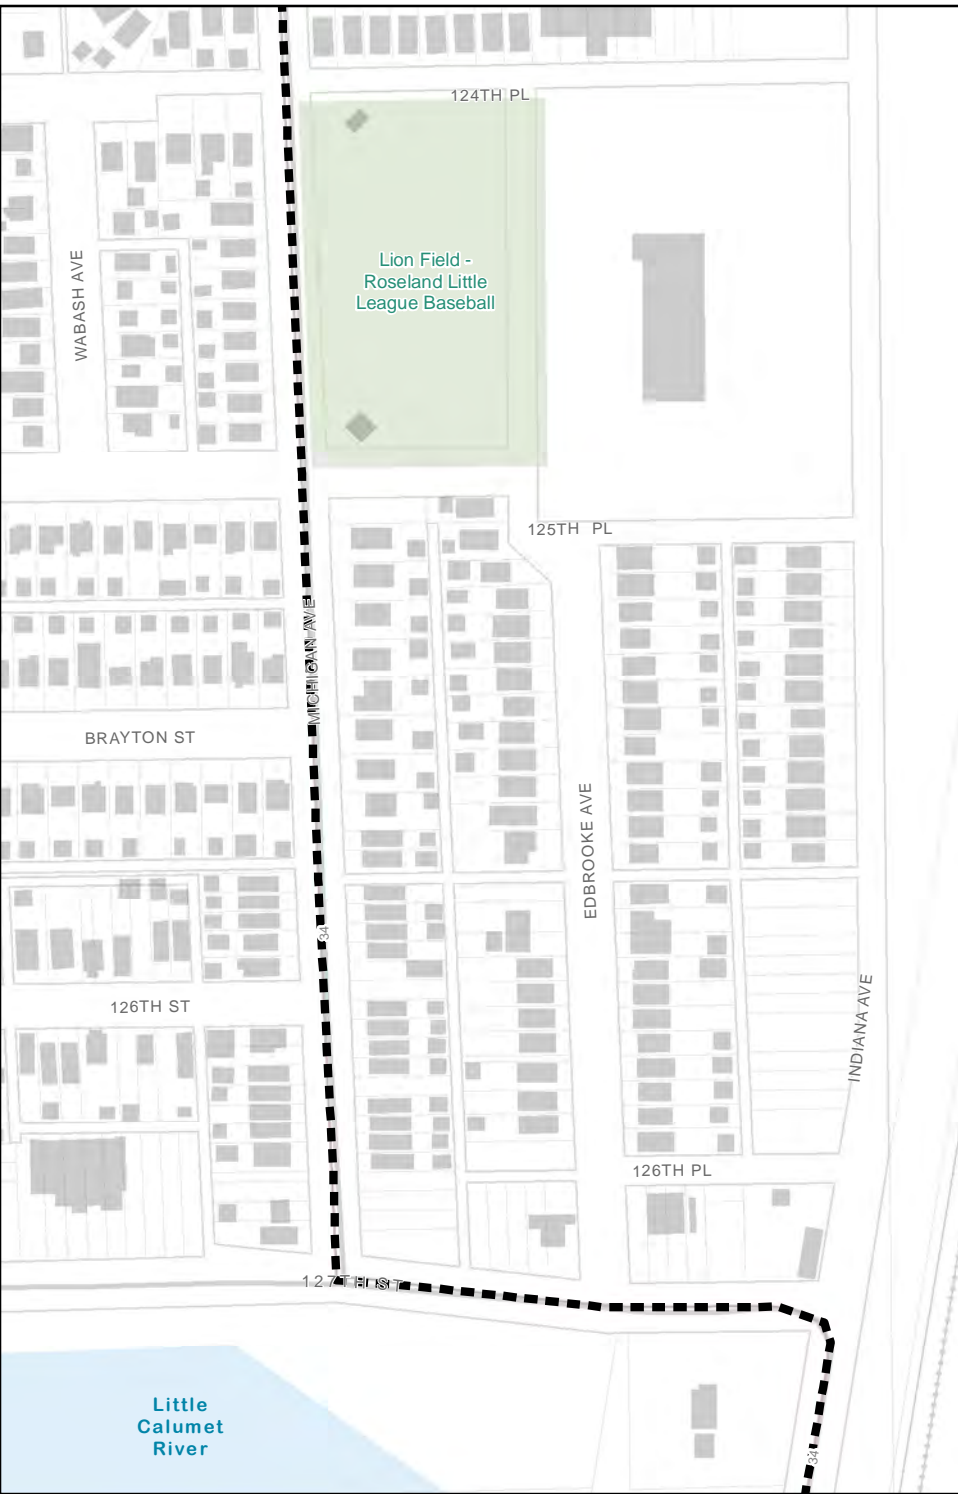 124TH PL
Lion Field -
Roseland Little
League Baseball
WABASH AVE
125TH PL
MICHIGAN AVE
BRAYTON ST
EDBROOKE AVE
34
126TH ST
INDIANA AVE
126TH PL
127TH ST
Little
Calumet
River
34